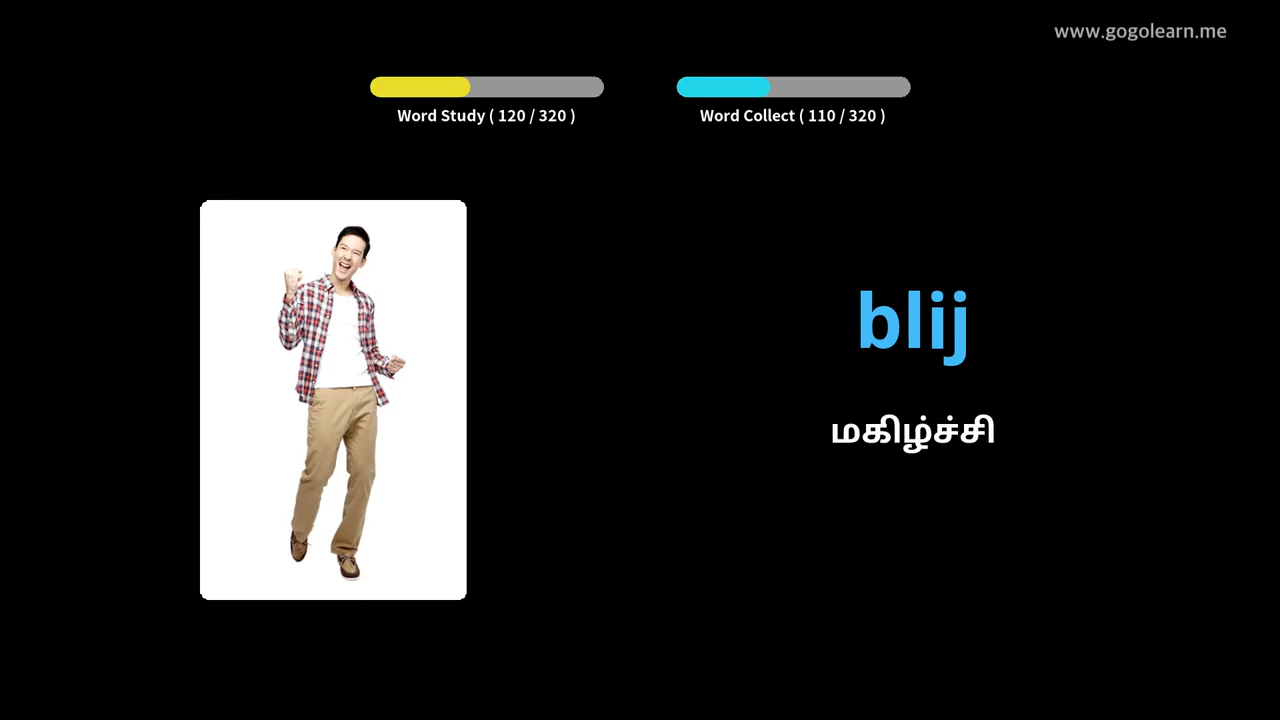 www.gogolearn.me
Word Study ( 120 / 320 )
Word Collect ( 110 / 320 )
blij
மகிழ்ச்சி